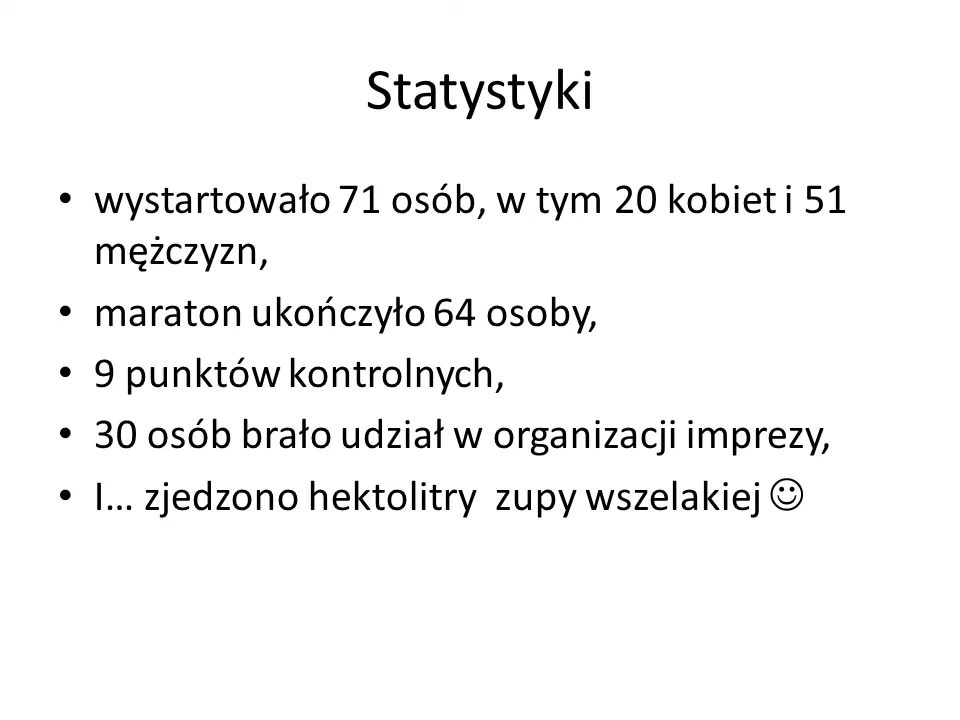 Statystyki
• wystartowało 71 osób, w tym 20 kobiet i 51
mężczyzn,
• maraton ukończyło 64 osoby,
• 9 punktów kontrolnych,
• 30 osób brało udział w organizacji imprezy,
• I… zjedzono hektolitry  zupy wszelakiej ☺